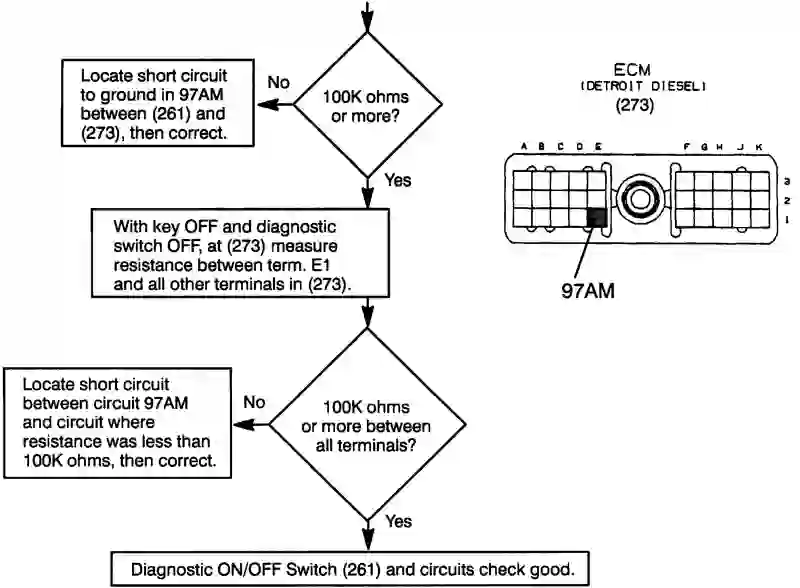 Locate short circuit
to ground in 97AM
between (261) and
(273), then correct.
No
100K ohms
or more?
Yes
With key OFF and diagnostic
switch OFF, at (273) measure
resistance between term. E1
and all other terminals in (273).
Locate short circuit
between circuit 97AM
and circuit where
resistance was less than
100K ohms, then correct.
No
100K ohms
or more between
all terminals?
Yes
Diagnostic ON/OFF Switch (261) and circuits check good.
ECM
(DETROIT DIESEL)
(273)
A B C D E F G H J K
3
2
1
97AM